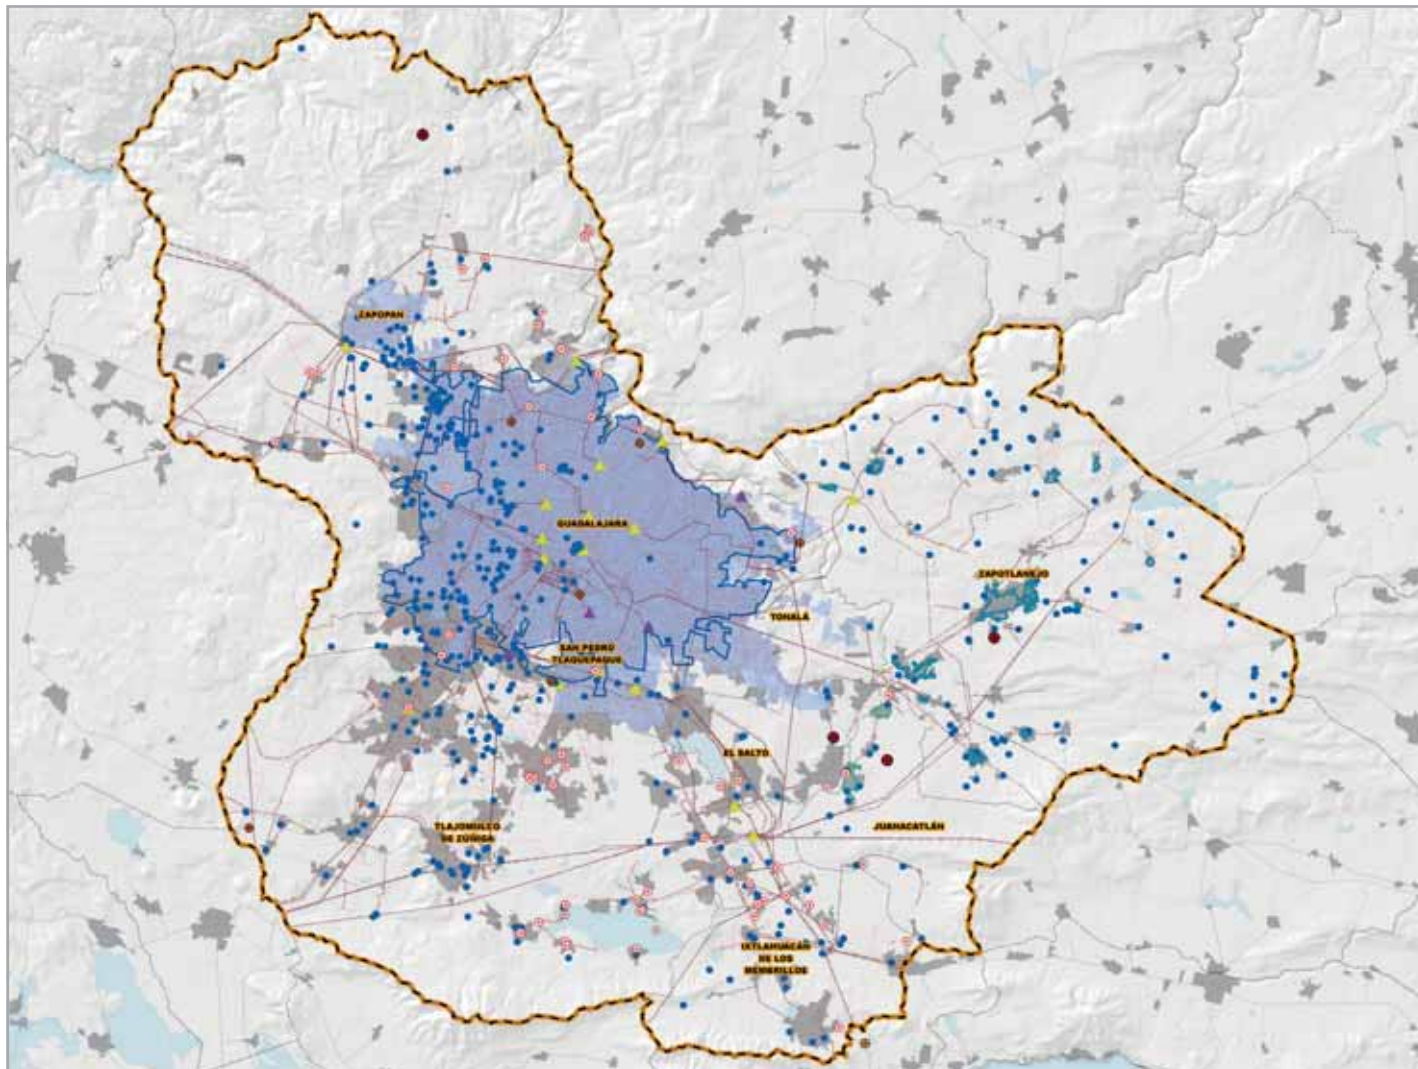 ZAPOPAN
GUADALAJARA
ZAPOTLANEJO
TONALÁ
SAN PEDRO
TLAQUEPAQUE
EL SALTO
TLAJOMULCO
DE ZÚÑIGA
JUANACATLÁN
IXTLAHUACÁN
DE LOS
MEMBRILLOS